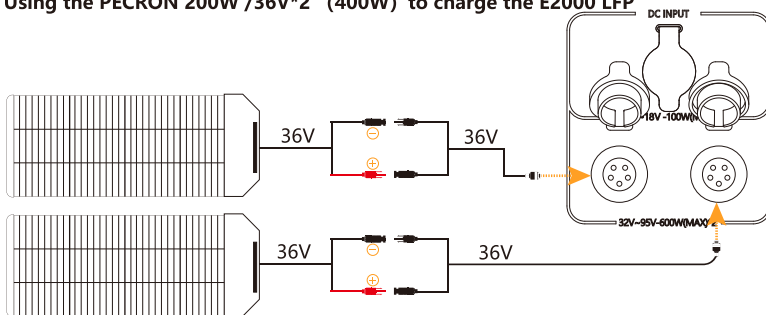 Using the PECRON 200W /36V*2 （400W）to charge the E2000 LFP
DC INPUT
-18V -100W(M
36V
36V
32V~95V-600W(MAX)*2
36V
36V